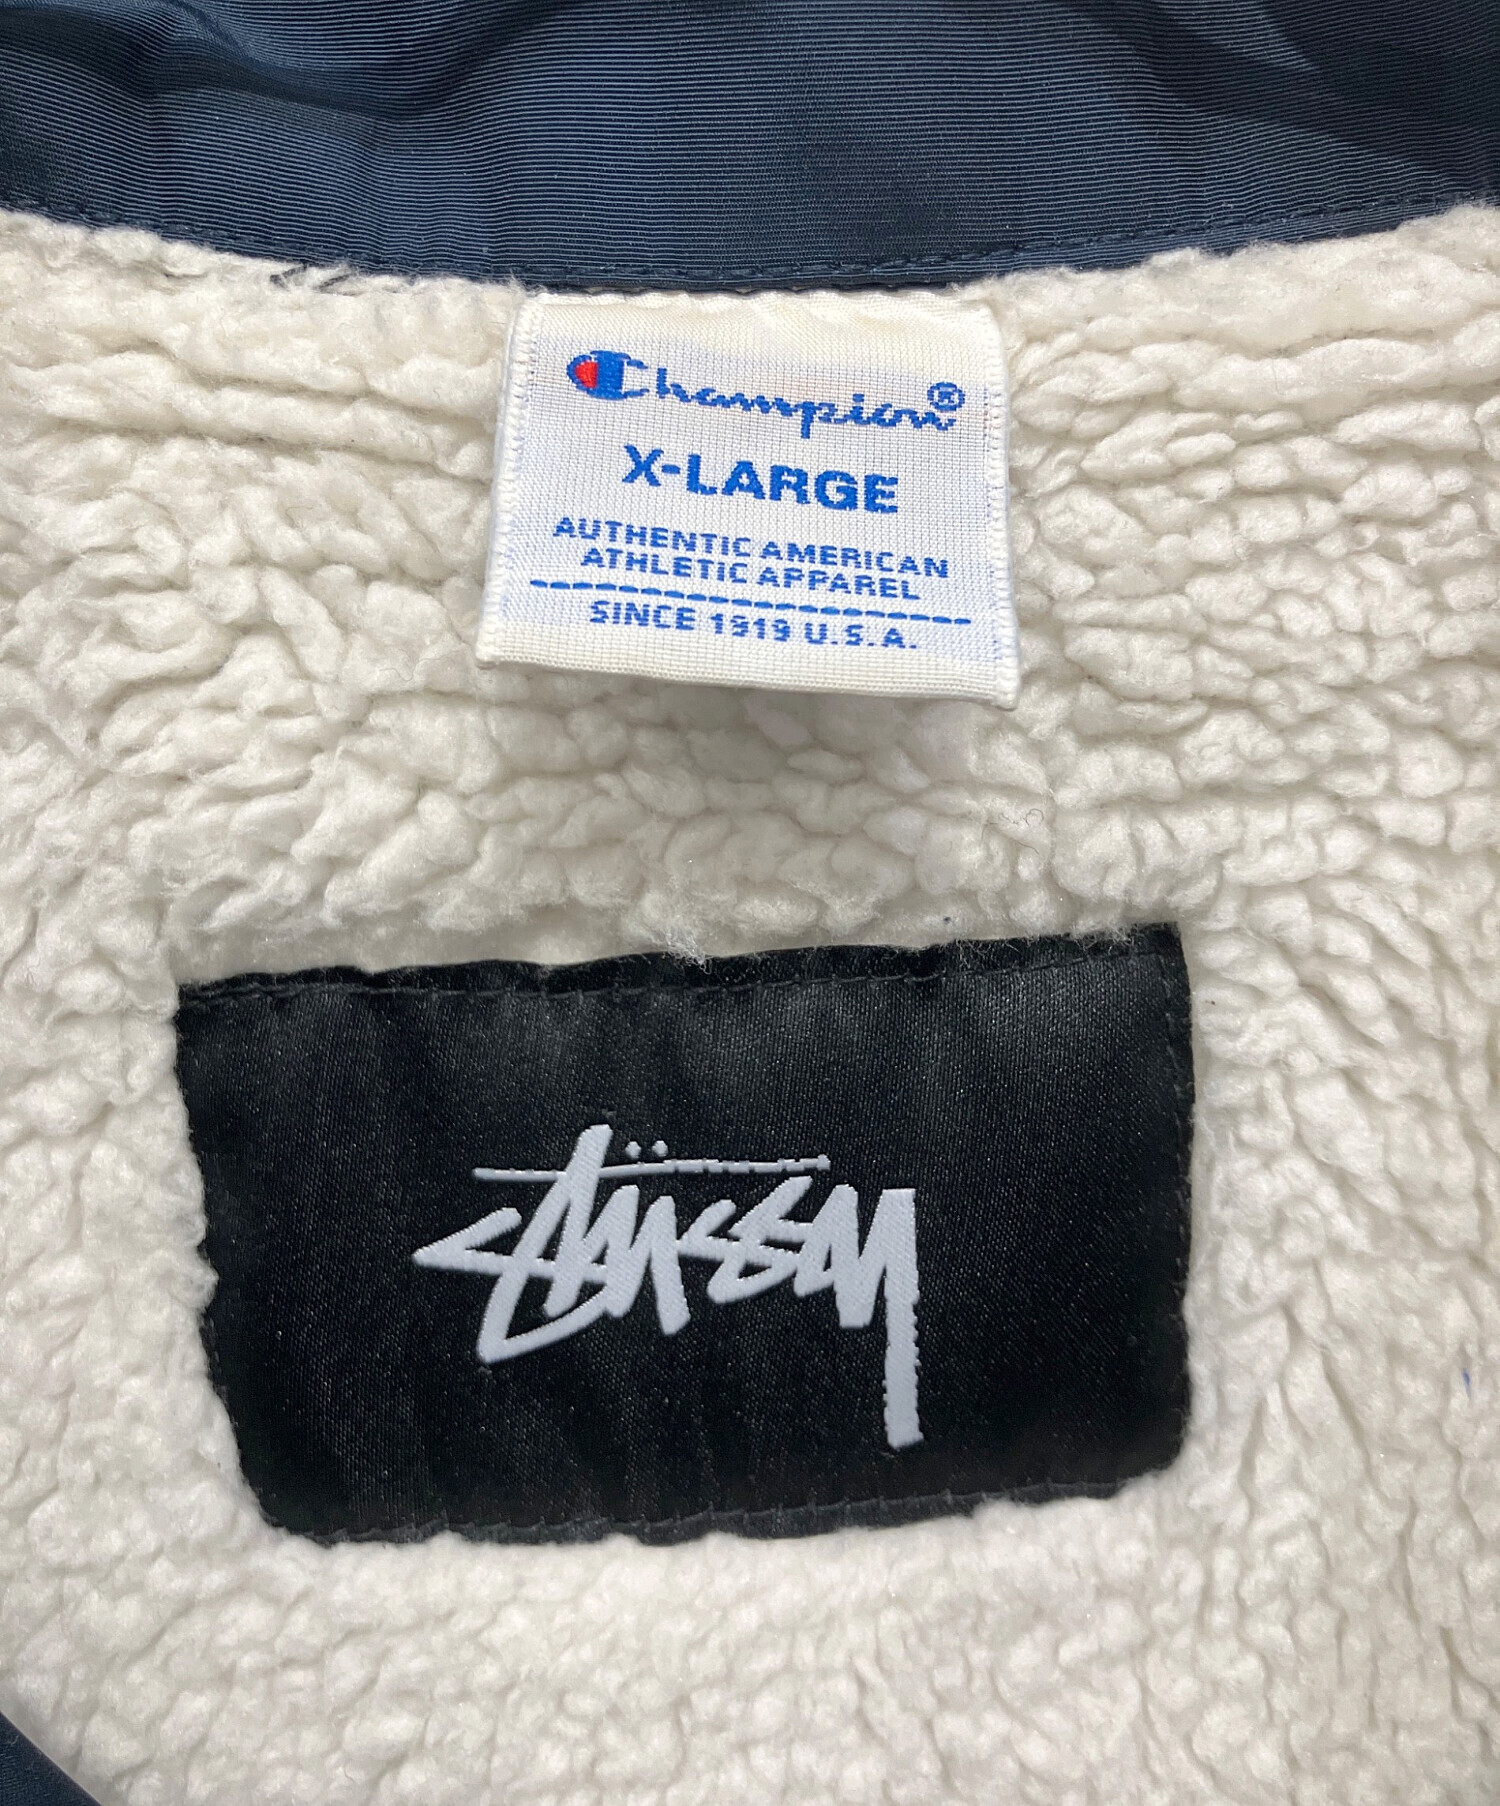 Champion®
X-LARGE
AUTHENTIC AMERICAN
ATHLETIC APPAREL
SINCE 1919 U.S.A.
Stüssy